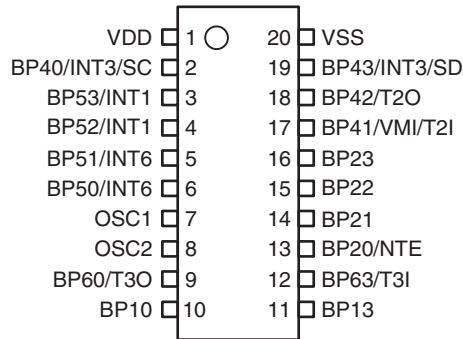 VDD 1 20 VSS
BP40/INT3/SC 2 19 BP43/INT3/SD
BP53/INT1 3 18 BP42/T2O
BP52/INT1 4 17 BP41/VMI/T2I
BP51/INT6 5 16 BP23
BP50/INT6 6 15 BP22
OSC1 7 14 BP21
OSC2 8 13 BP20/NTE
BP60/T3O 9 12 BP63/T3I
BP10 10 11 BP13